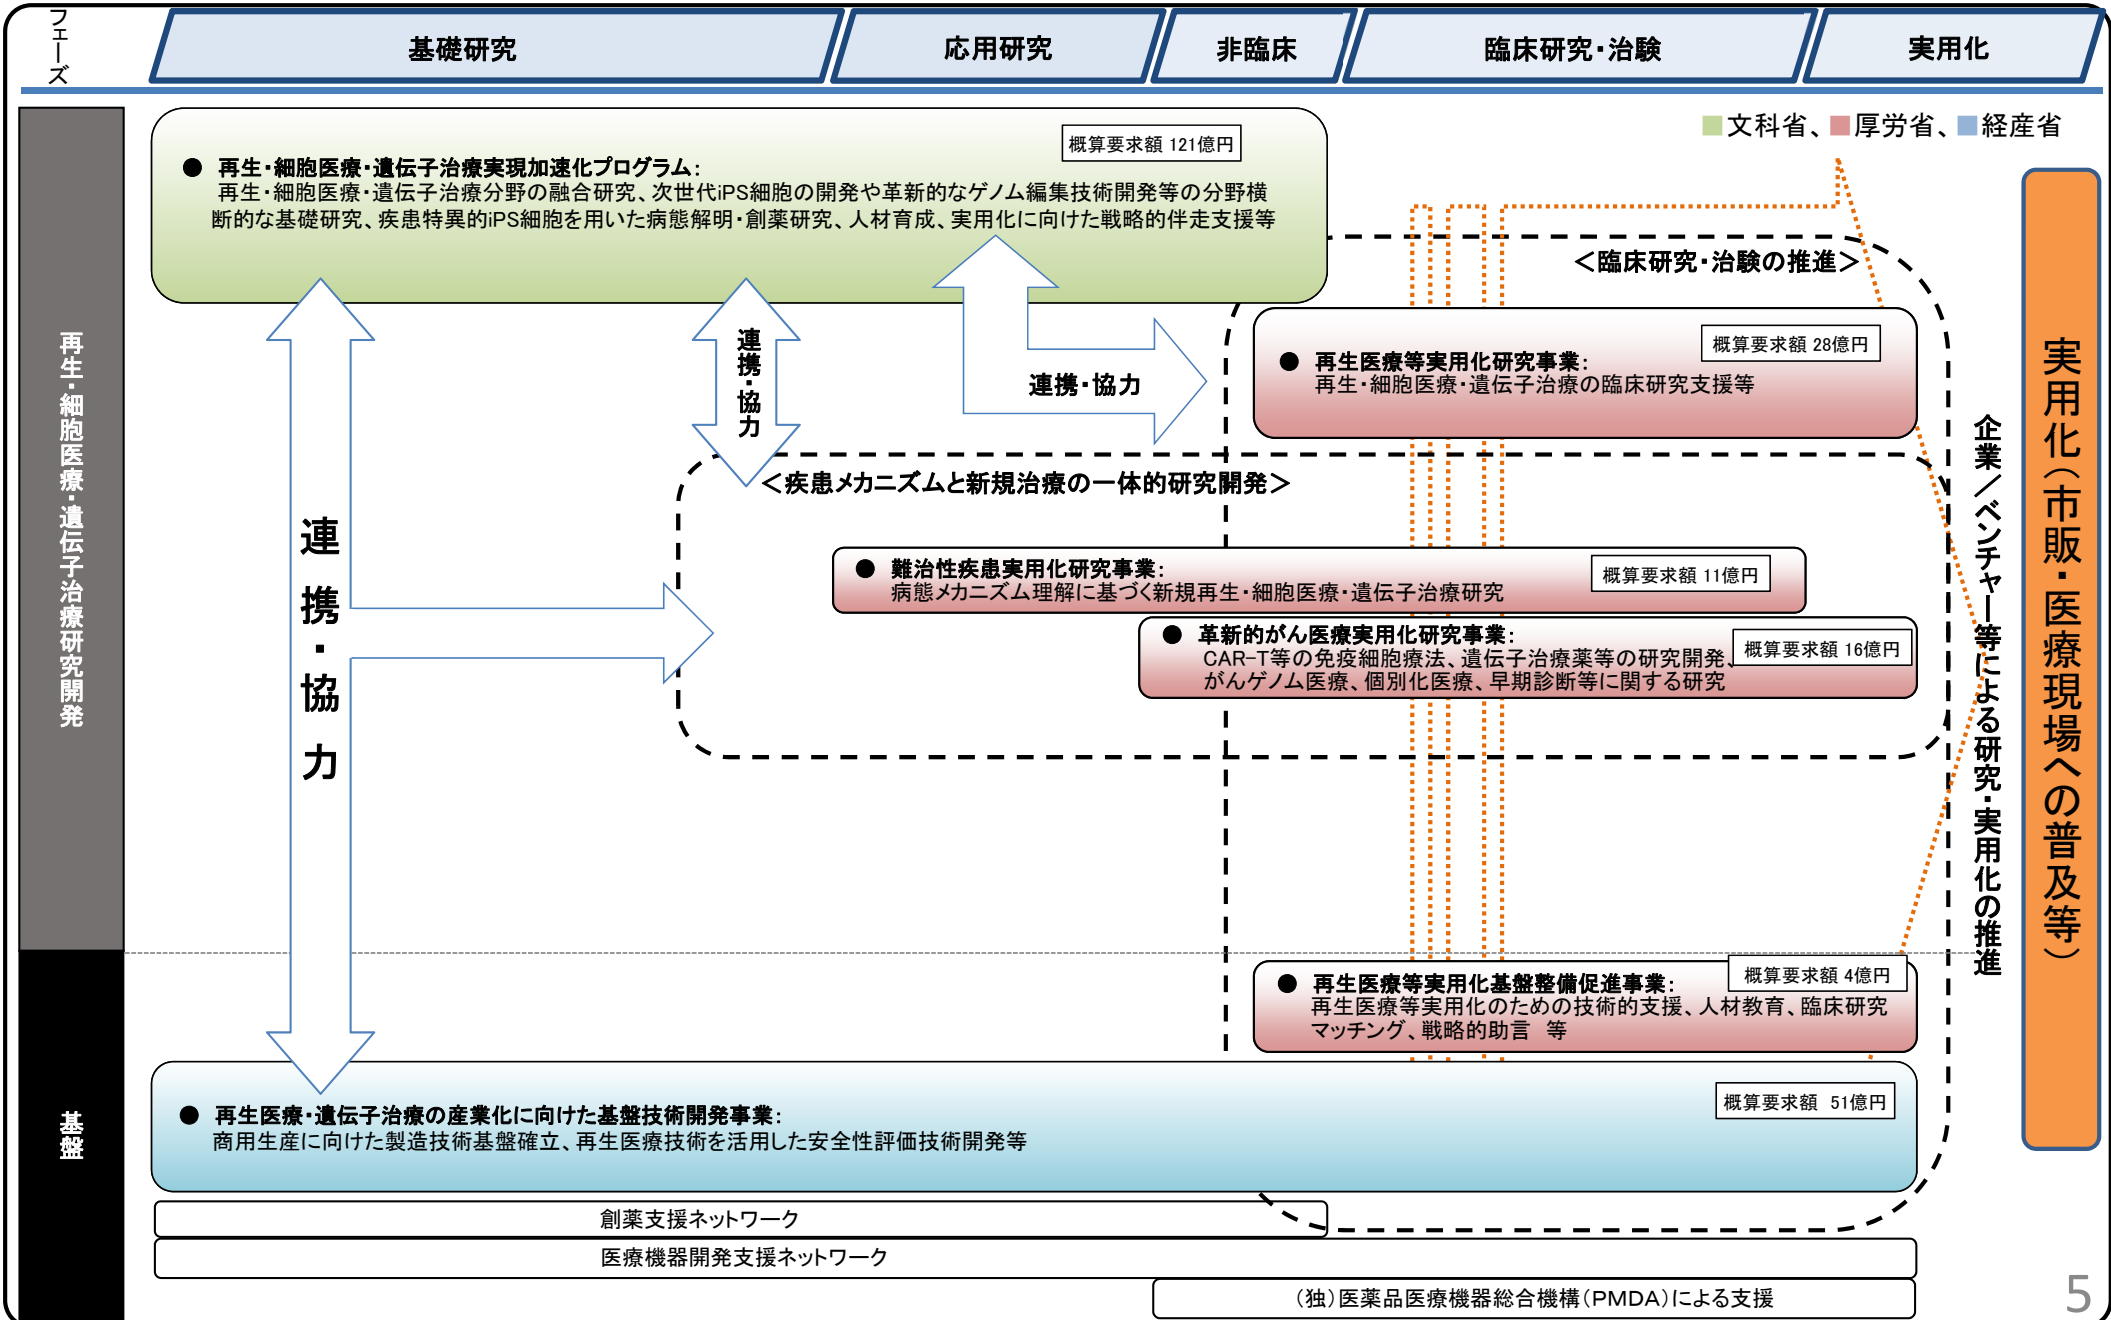 フェーズ
基礎研究
応用研究
非臨床
臨床研究・治験
実用化
■文科省、■厚労省、■経産省
再生・細胞医療・遺伝子治療研究開発
概算要求額 121億円
● 再生・細胞医療・遺伝子治療実現加速化プログラム：
再生・細胞医療・遺伝子治療分野の融合研究、次世代iPS細胞の開発や革新的なゲノム編集技術開発等の分野横
断的な基礎研究、疾患特異的iPS細胞を用いた病態解明・創薬研究、人材育成、実用化に向けた戦略的伴走支援等
＜臨床研究・治験の推進＞
概算要求額 28億円
● 再生医療等実用化研究事業：
再生・細胞医療・遺伝子治療の臨床研究支援等
連携・協力
連携・協力
連携・協力
＜疾患メカニズムと新規治療の一体的研究開発＞
● 難治性疾患実用化研究事業：
概算要求額 11億円
病態メカニズム理解に基づく新規再生・細胞医療・遺伝子治療研究
● 革新的がん医療実用化研究事業：
概算要求額 16億円
CAR-T等の免疫細胞療法、遺伝子治療薬等の研究開発、
がんゲノム医療、個別化医療、早期診断等に関する研究
企業／ベンチャー等による研究・実用化の推進
実用化（市販・医療現場への普及等）
基盤
概算要求額 4億円
● 再生医療等実用化基盤整備促進事業：
再生医療等実用化のための技術的支援、人材教育、臨床研究
マッチング、戦略的助言 等
概算要求額 51億円
● 再生医療・遺伝子治療の産業化に向けた基盤技術開発事業：
商用生産に向けた製造技術基盤確立、再生医療技術を活用した安全性評価技術開発等
創薬支援ネットワーク
医療機器開発支援ネットワーク
（独）医薬品医療機器総合機構（PMDA）による支援
5